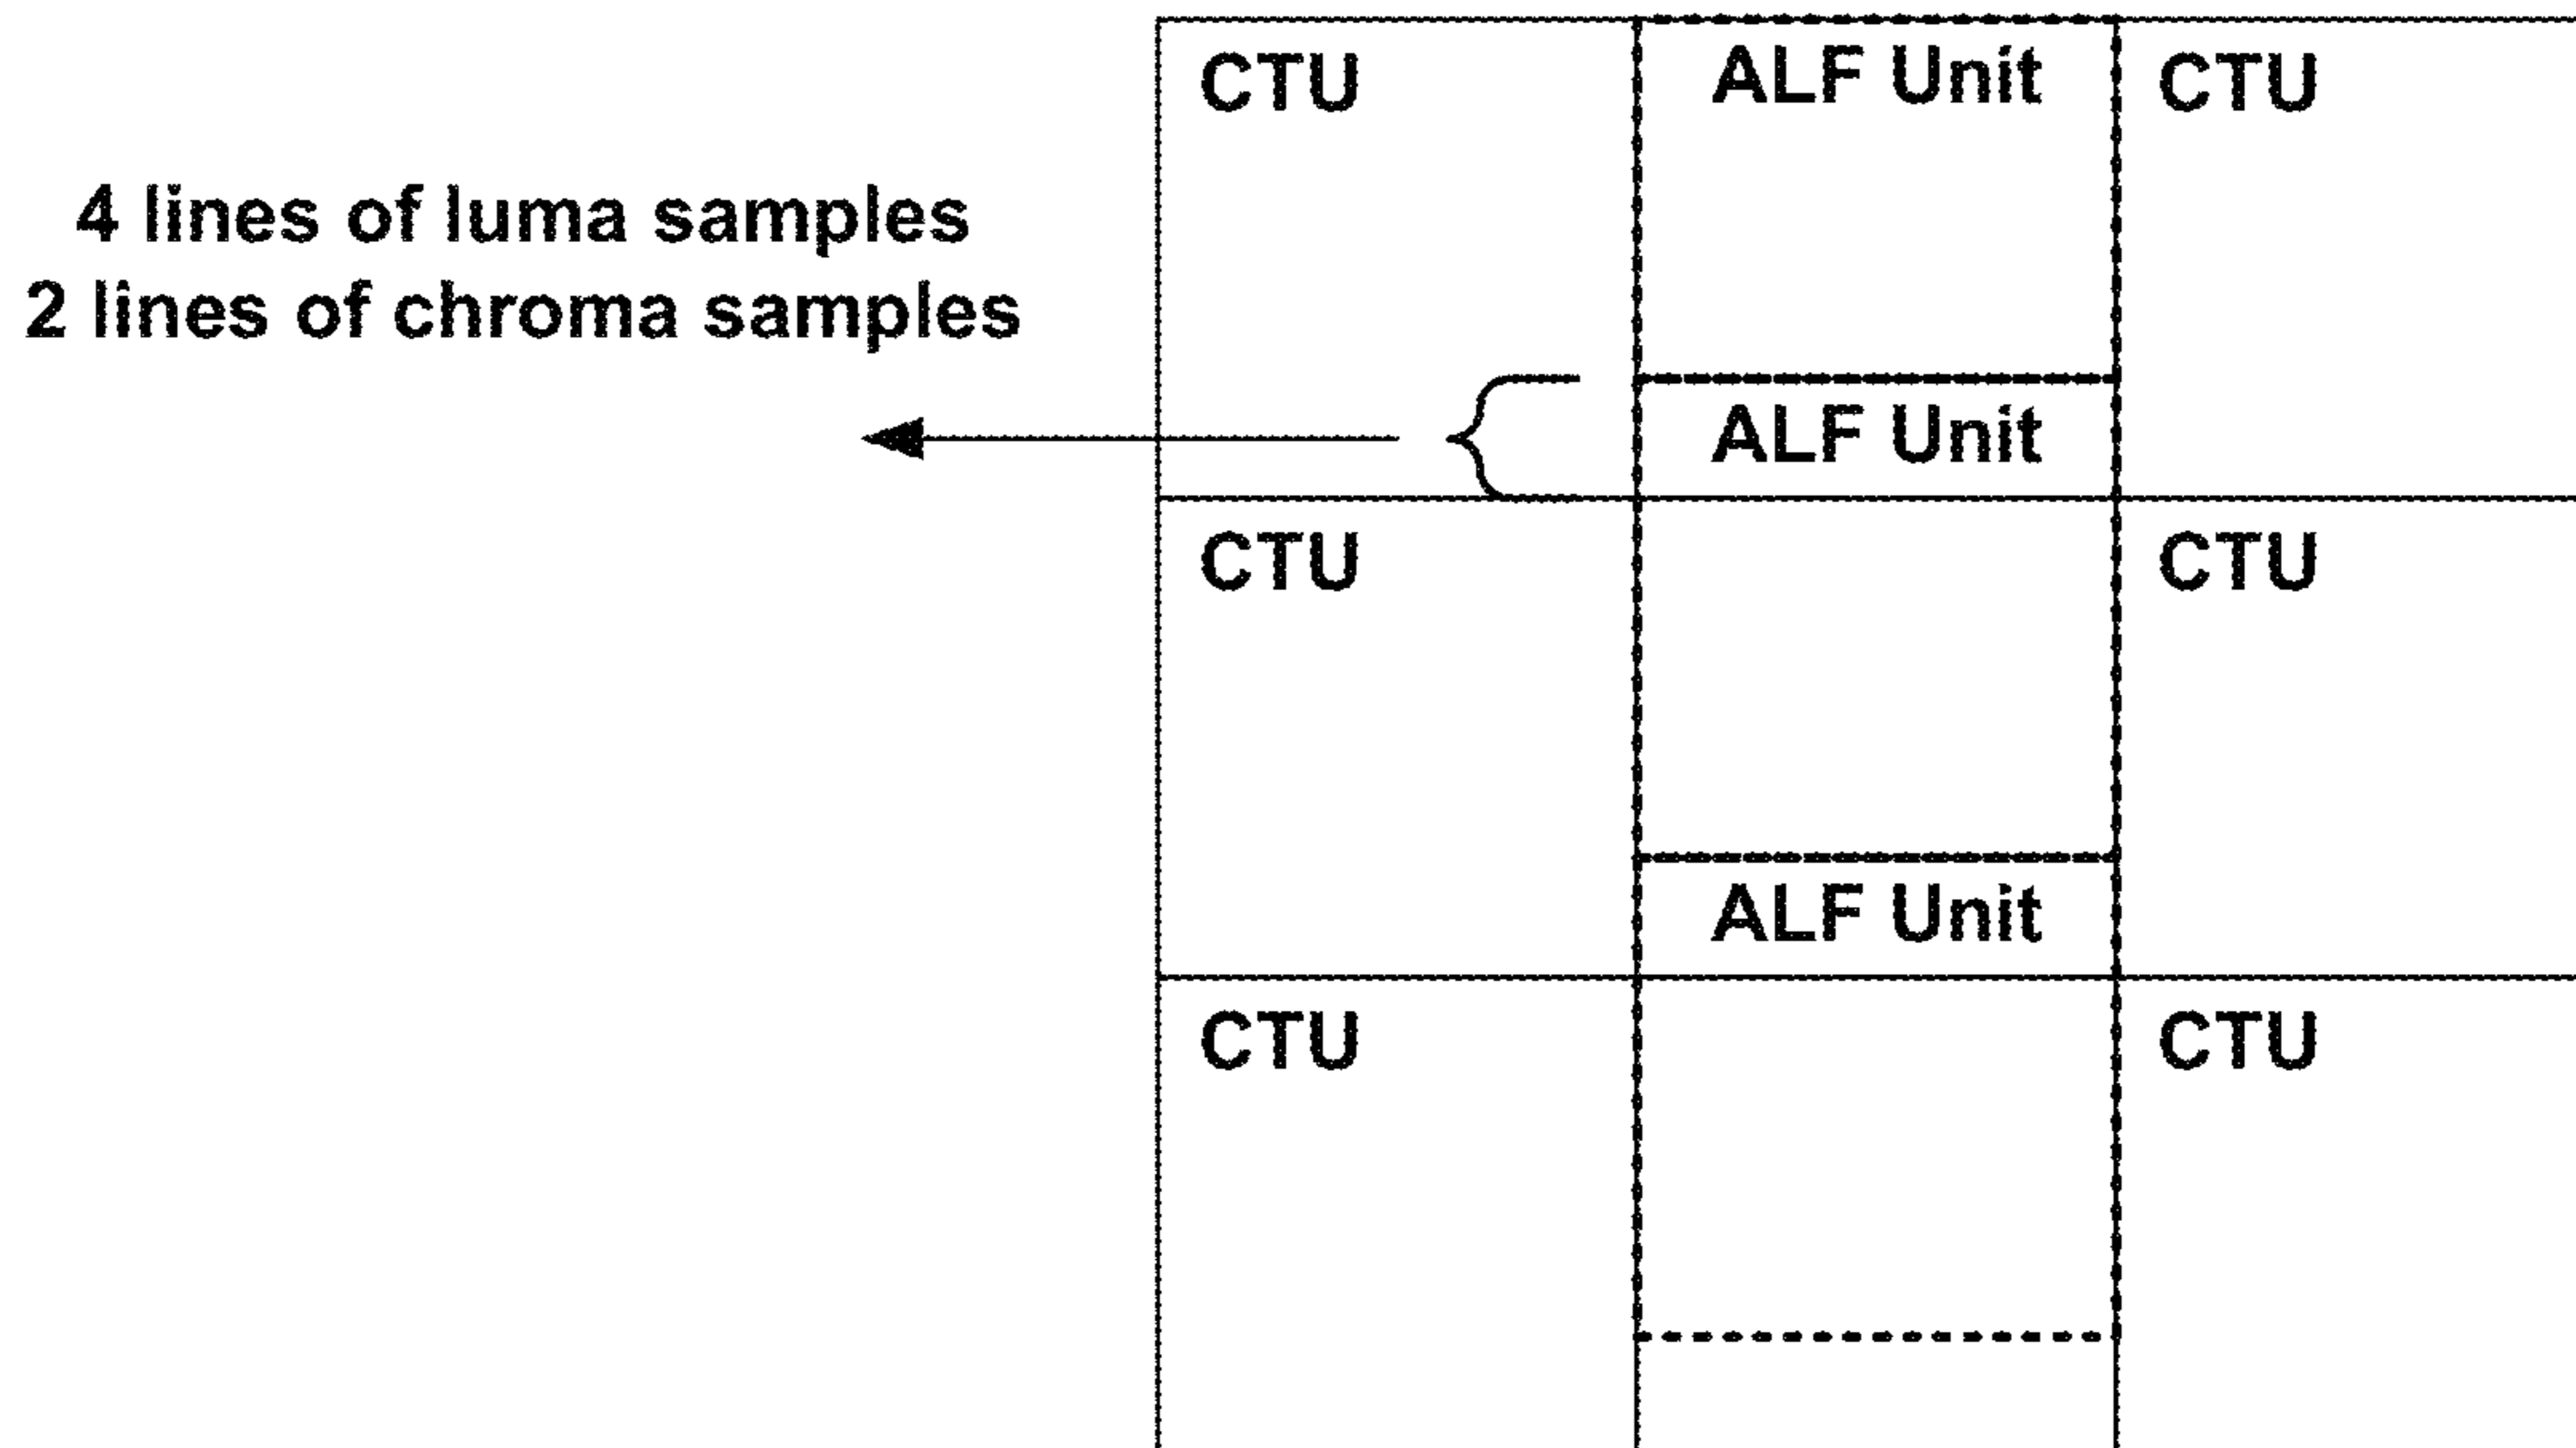 CTU
ALF Unit
CTU
4 lines of luma samples
2 lines of chroma samples
ALF Unit
CTU
CTU
ALF Unit
CTU
CTU